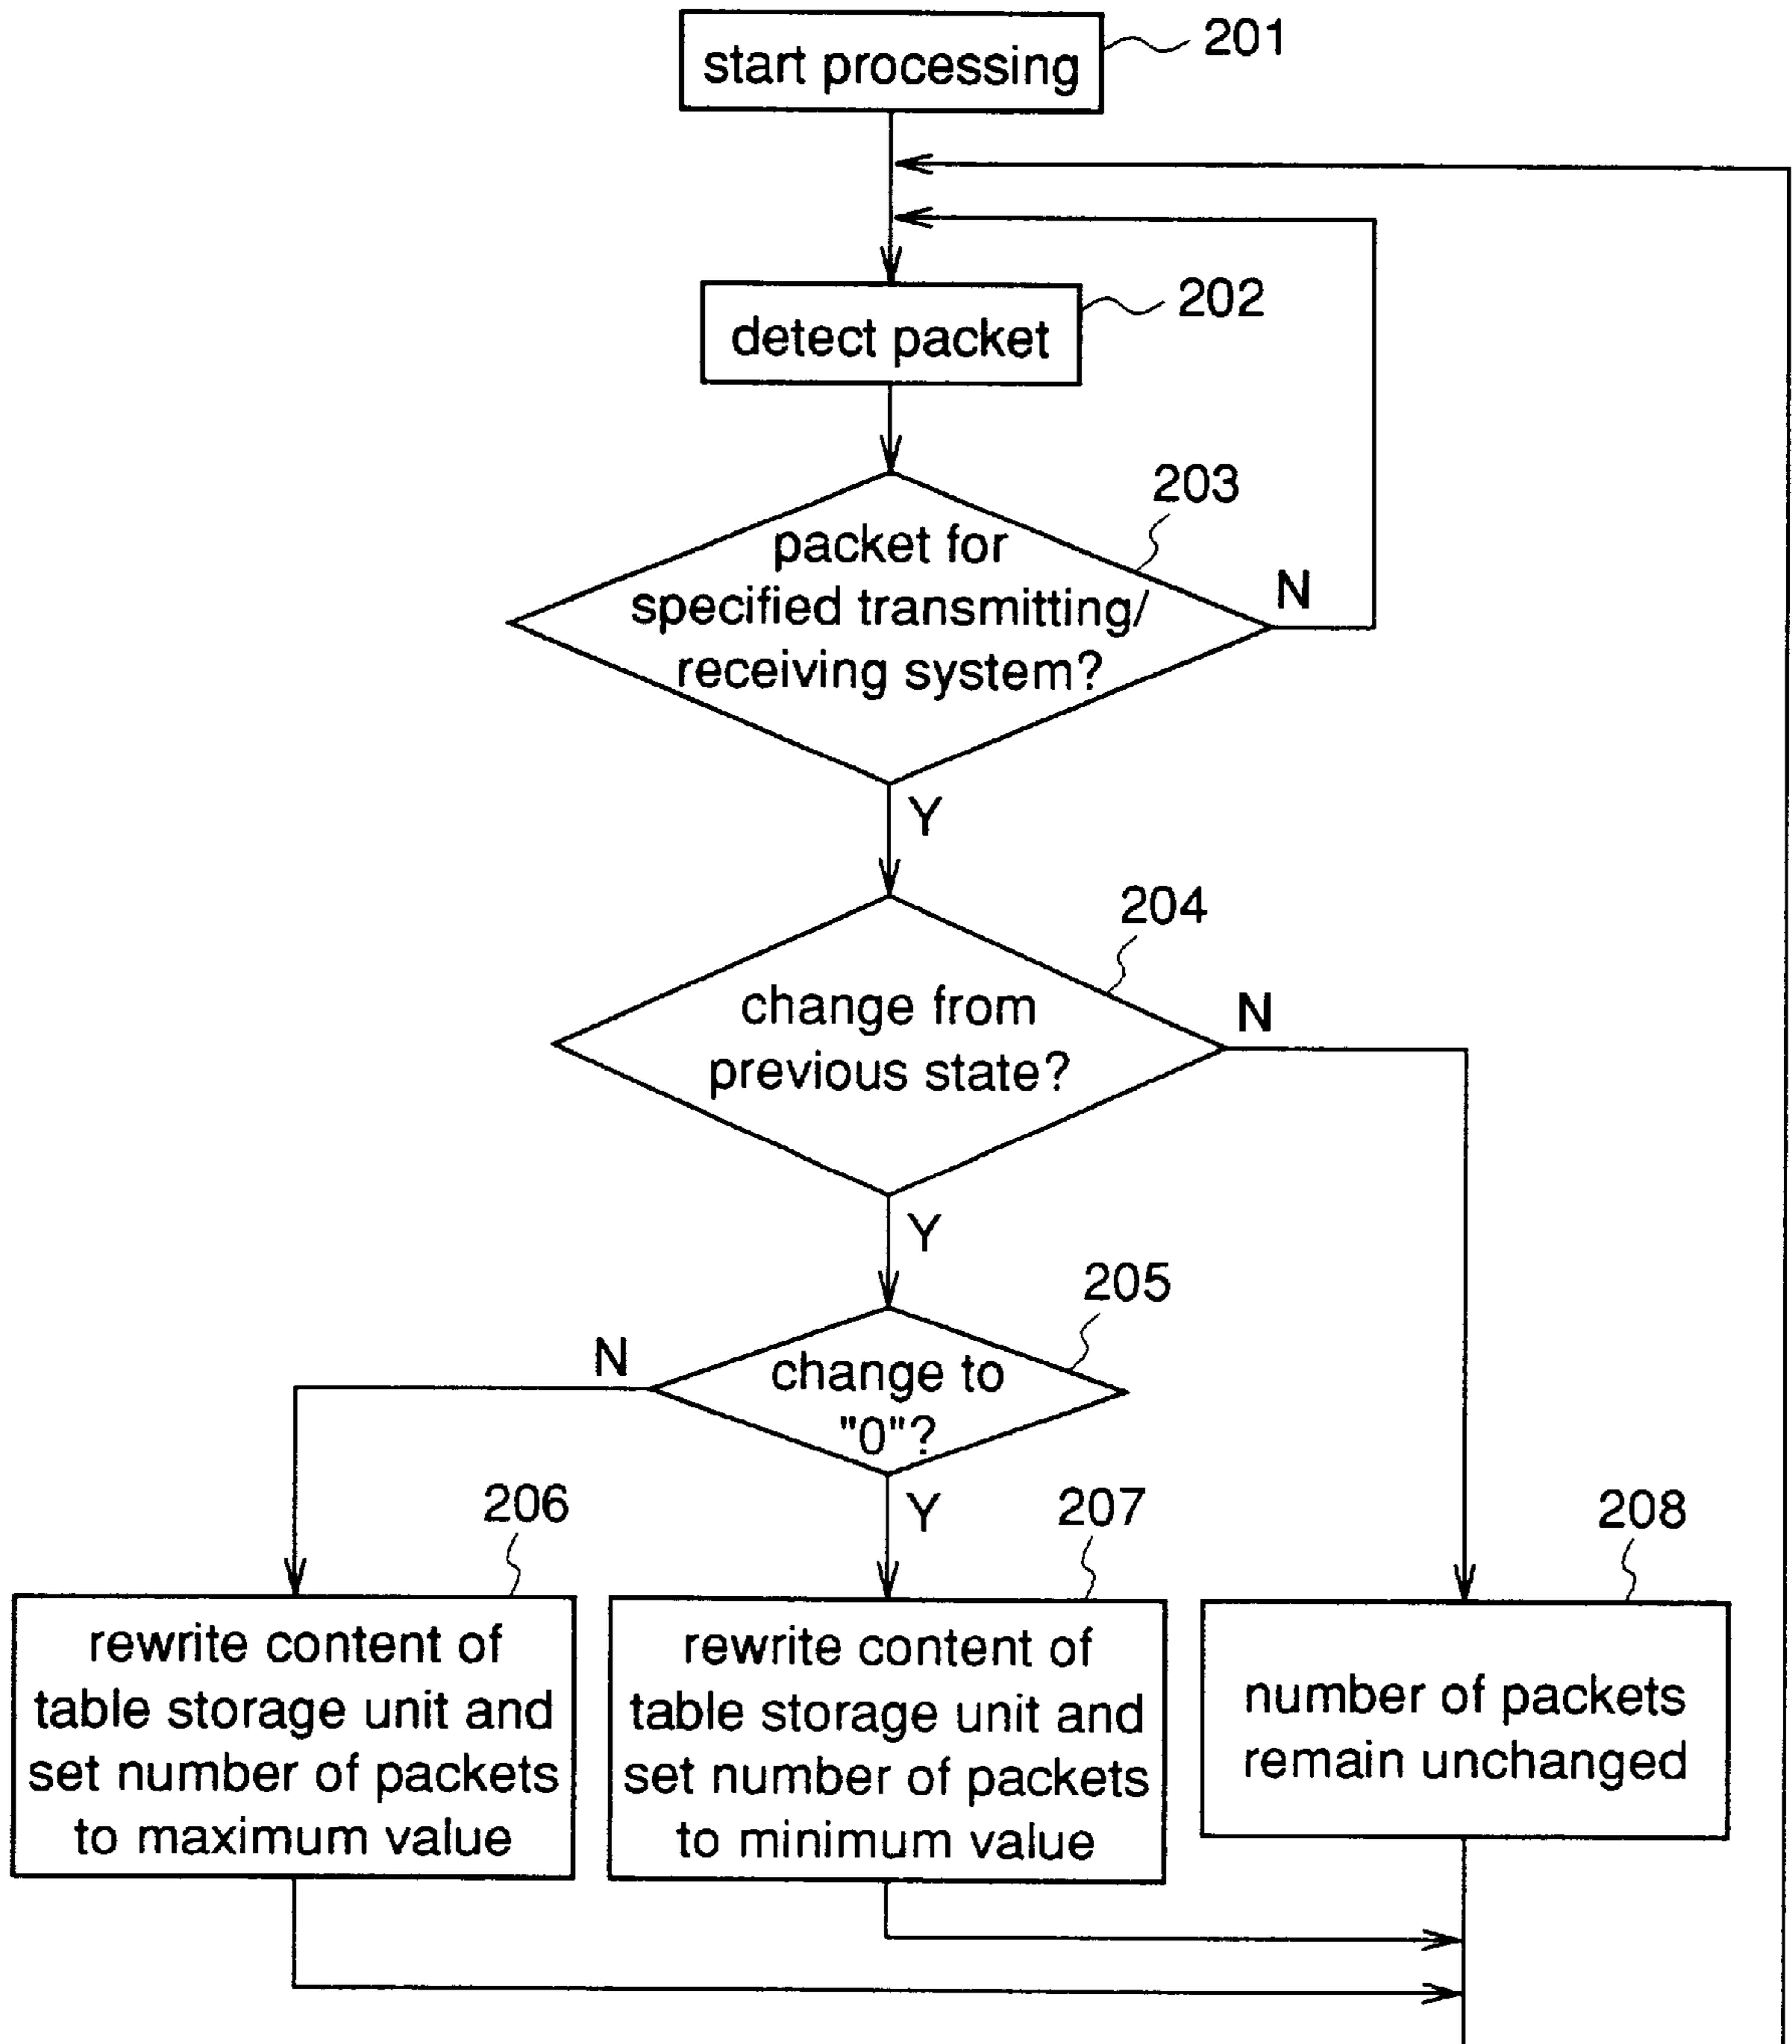 start processing
201
detect packet
202
203
packet for
specified transmitting/
receiving system?
N
Y
204
change from
previous state?
N
Y
205
change to
"0"?
N
Y
206
rewrite content of
table storage unit and
set number of packets
to maximum value
207
rewrite content of
table storage unit and
set number of packets
to minimum value
208
number of packets
remain unchanged